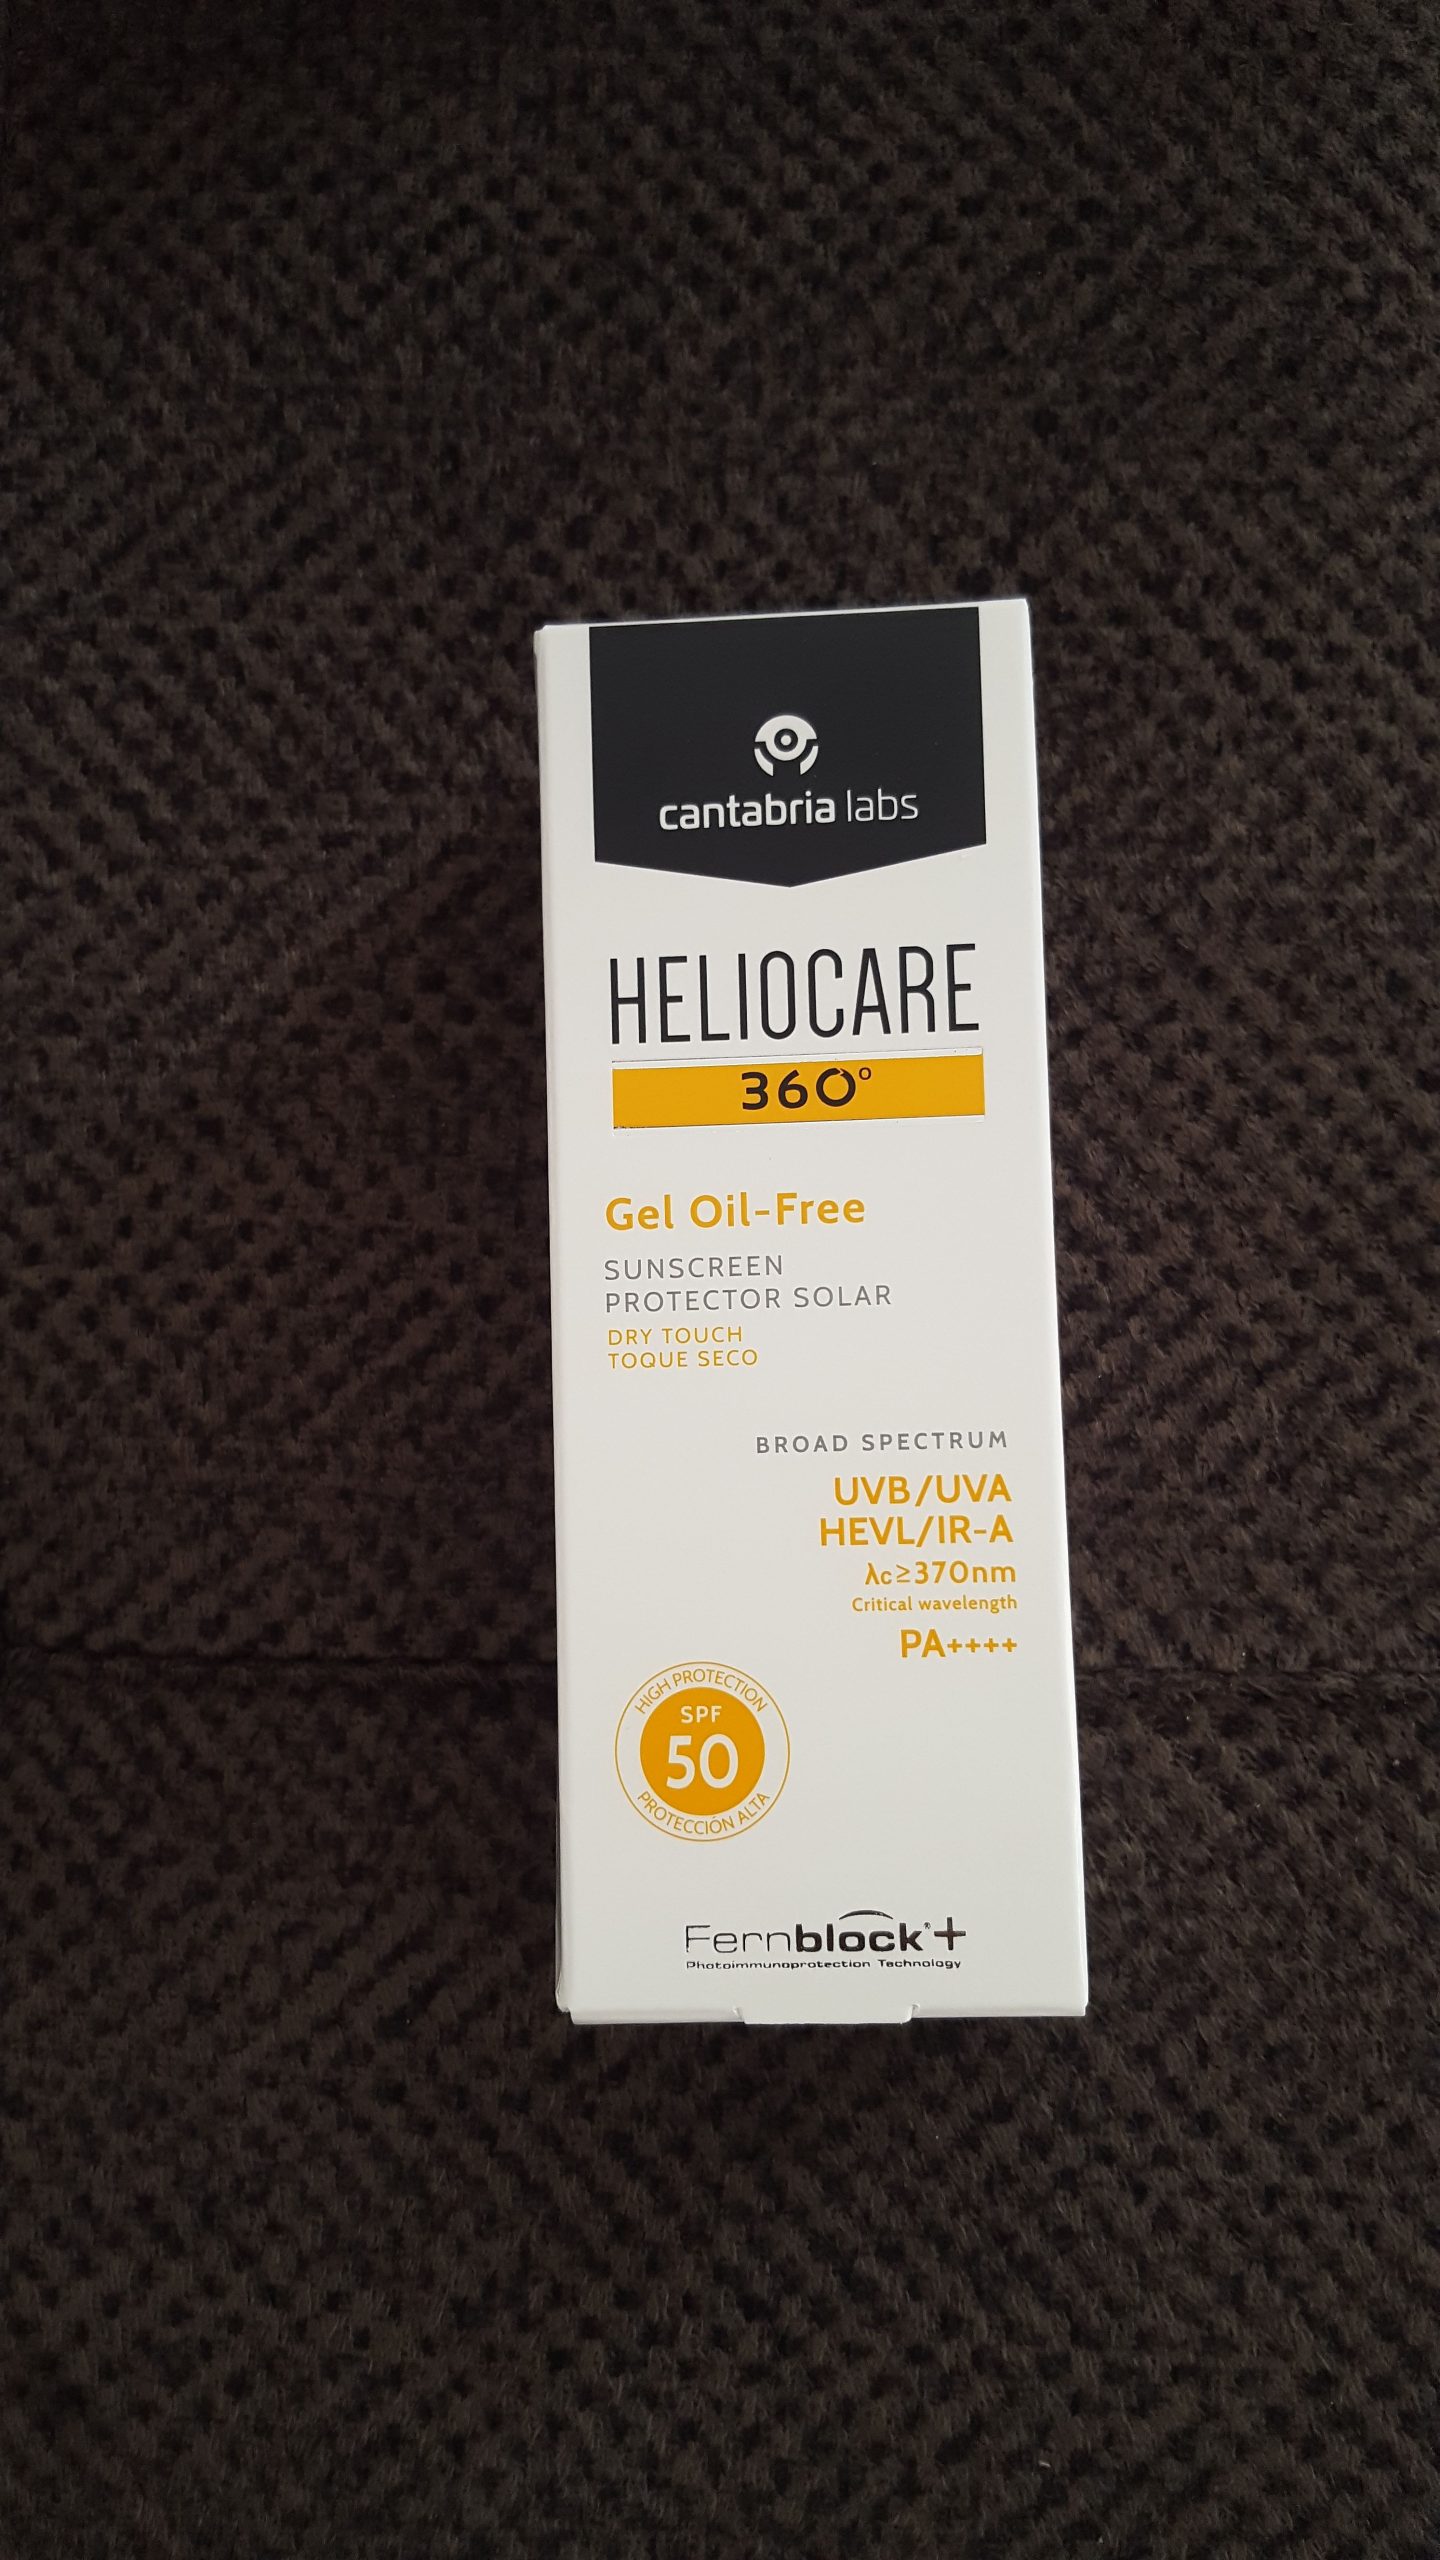 cantabria labs
HELIOCARE
360°
Gel Oil-Free
SUNSCREEN
PROTECTOR SOLAR
DRY TOUCH
TOQUE SECO
BROAD SPECTRUM
UVB/UVA
HEVL/IR-A
λc≥370nm
Critical wavelength
PA++++
HIGH PROTECTION
SPF
50
PROTECCIÓN ALTA
Fernblock®+
Photoimmunoprotection Technology